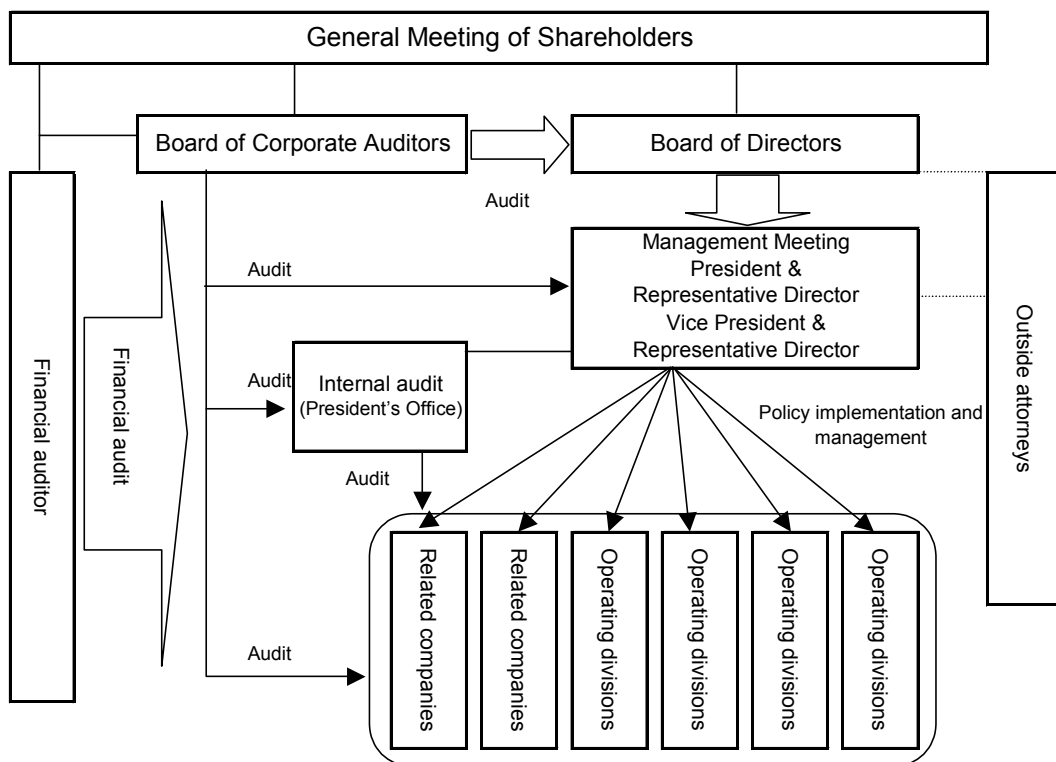 General Meeting of Shareholders
Board of Corporate Auditors
Board of Directors
Audit
Financial auditor
Financial audit
Outside attorneys
Management Meeting
President &
Representative Director
Vice President &
Representative Director
Audit
Audit
Internal audit
(President's Office)
Policy implementation and
management
Audit
Audit
Related companies
Related companies
Operating divisions
Operating divisions
Operating divisions
Operating divisions